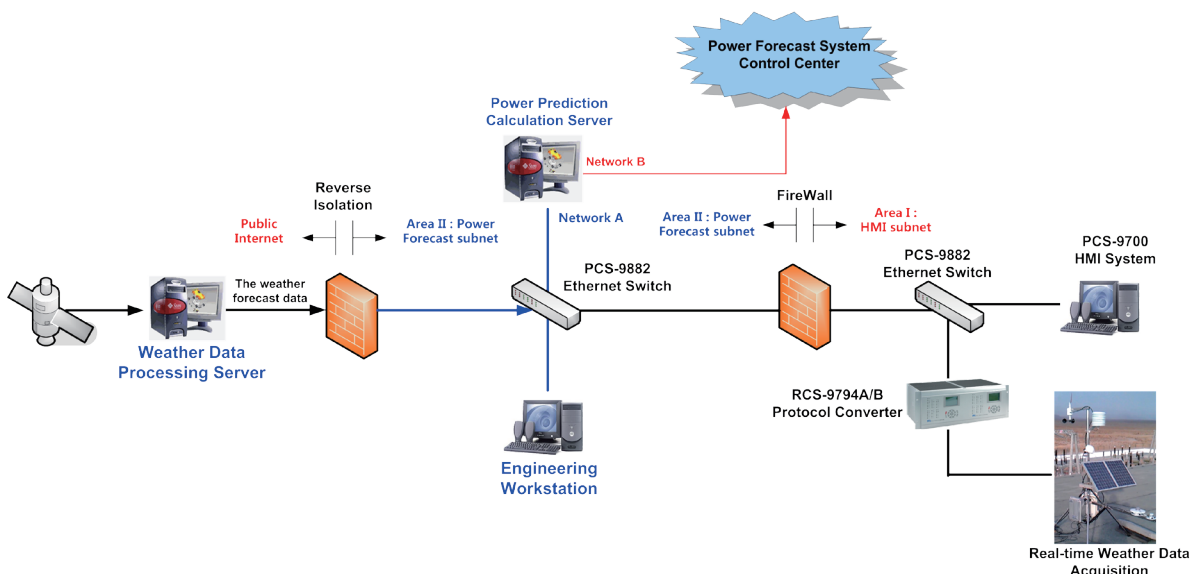 Power Forecast System
Control Center
Power Prediction
Calculation Server
Network B
Reverse
Isolation
Public
Internet
Area II : Power
Forecast subnet
Network A
FireWall
Area II : Power
Forecast subnet
Area I :
HMI subnet
PCS-9700
HMI System
PCS-9882
Ethernet Switch
PCS-9882
Ethernet Switch
The weather
forecast data
Weather Data
Processing Server
RCS-9794A/B
Protocol Converter
Engineering
Workstation
Real-time Weather Data
Acquisition